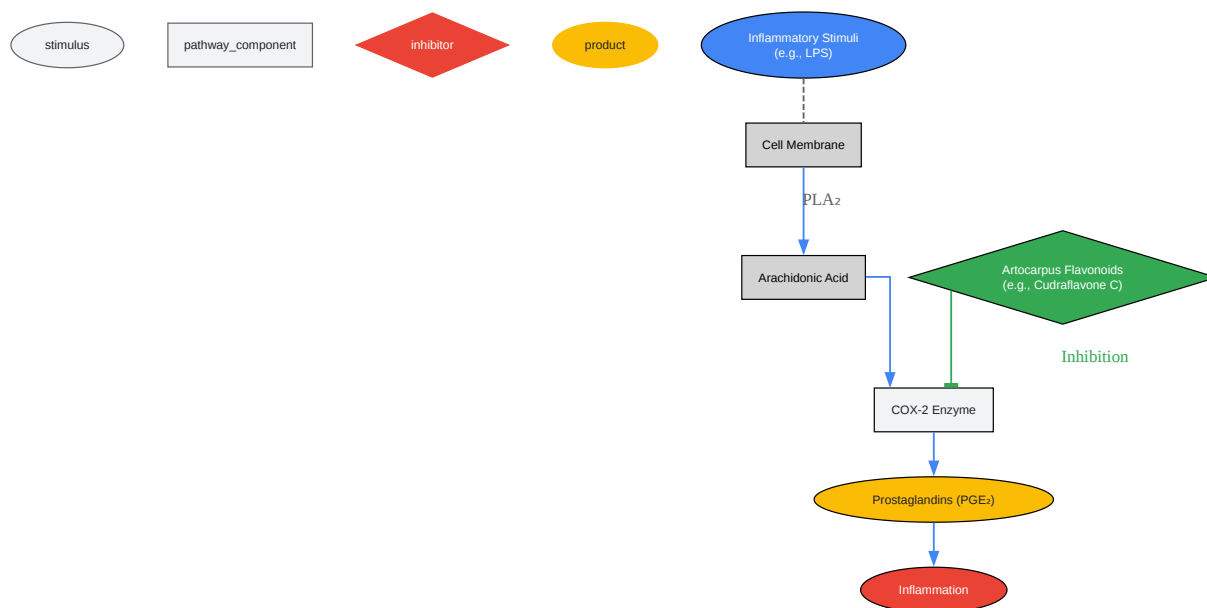 stimulus
pathway_component
inhibitor
product
Inflammatory Stimuli
(e.g., LPS)
Cell Membrane
PLA₂
Arachidonic Acid
Artocarpus Flavonoids
(e.g., Cudraflavone C)
Inhibition
COX-2 Enzyme
Prostaglandins (PGE₂)
Inflammation